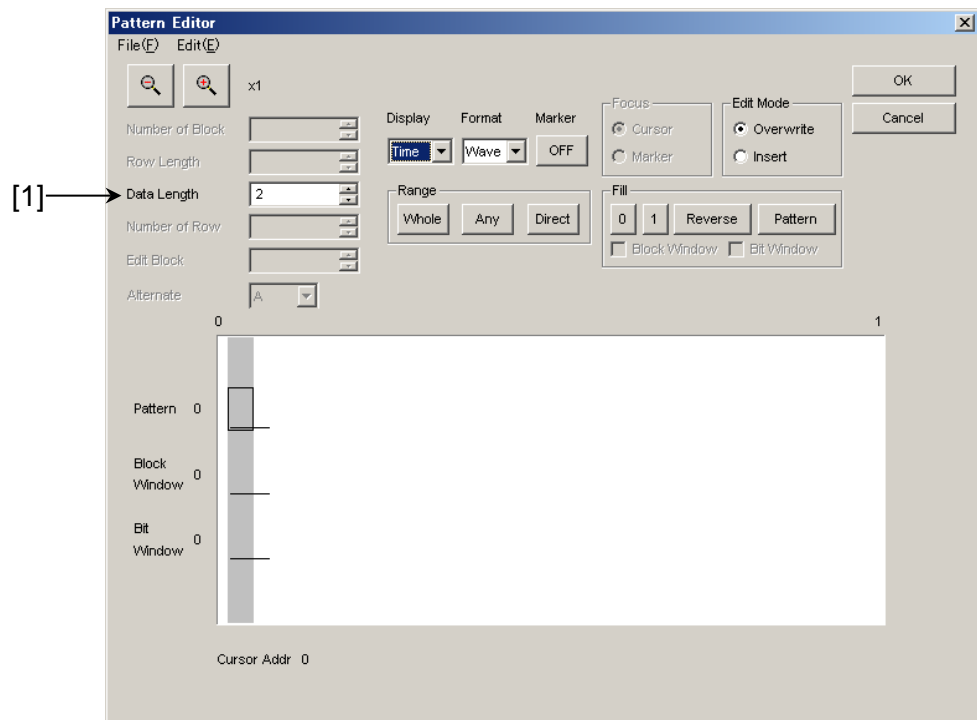 Pattern Editor
File(F) Edit(E)
x1
OK
Cancel
Number of Block
Row Length
[1] Data Length 2
Number of Row
Edit Block
Alternate A
Display Format Marker
Time Wave OFF
Range
Whole Any Direct
Focus
Cursor
Marker
Edit Mode
Overwrite
Insert
Fill
0 1 Reverse Pattern
Block Window Bit Window
0 1
Pattern 0
Block
Window 0
Bit
Window 0
Cursor Addr 0